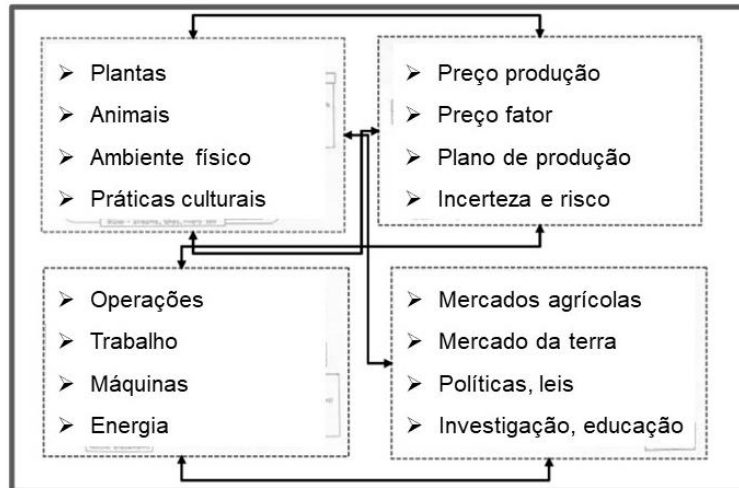 Plantas
Animais
Ambiente físico
Práticas culturais
Preço produção
Preço fator
Plano de produção
Incerteza e risco
Operações
Trabalho
Máquinas
Energia
Mercados agrícolas
Mercado da terra
Políticas, leis
Investigação, educação